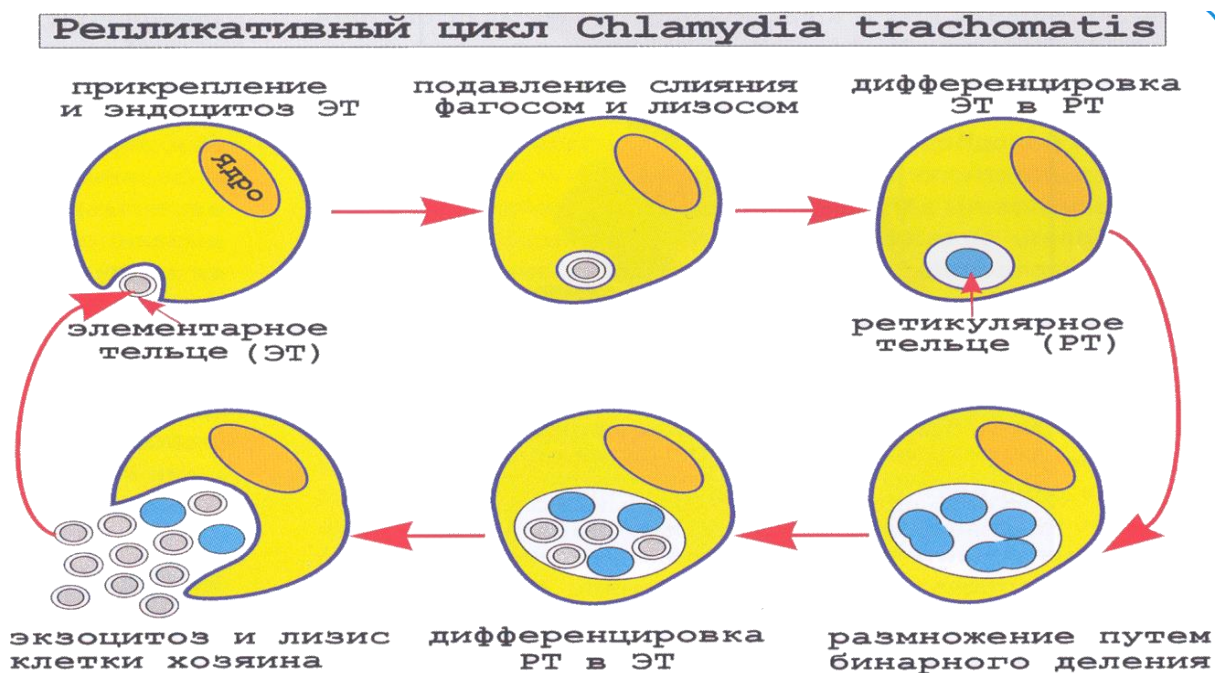 Репликативный цикл Chlamydia trachomatis
прикрепление
и эндоцитоз ЭТ
подавление слияния
фагосом и лизосом
дифференцировка
ЭТ в РТ
Ядро
элементарное
тельце (ЭТ)
ретикулярное
тельце (РТ)
экзоцитоз и лизис
клетки хозяина
дифференцировка
РТ в ЭТ
размножение путем
бинарного деления